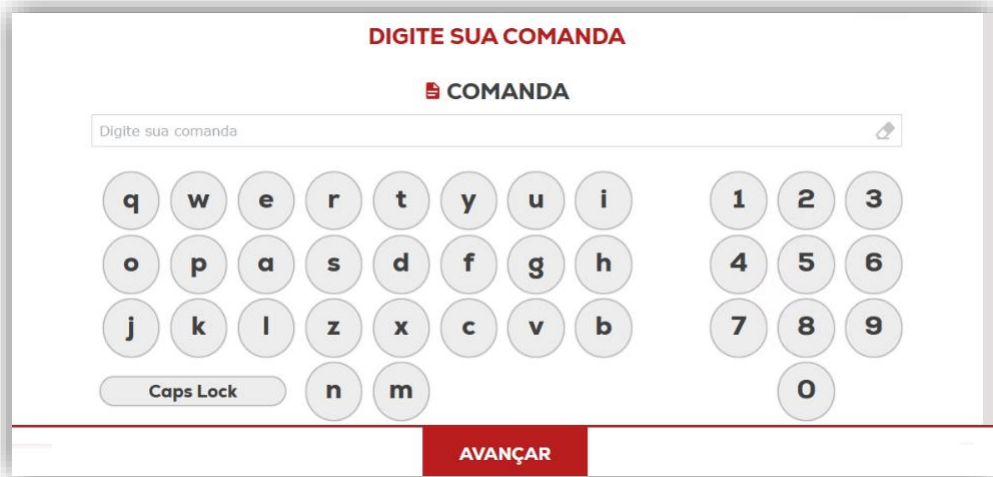 DIGITE SUA COMANDA
COMANDA
Digite sua comanda
q w e r t y u i 1 2 3
o p a s d f g h 4 5 6
j k l z x c v b 7 8 9
Caps Lock n m 0
AVANÇAR